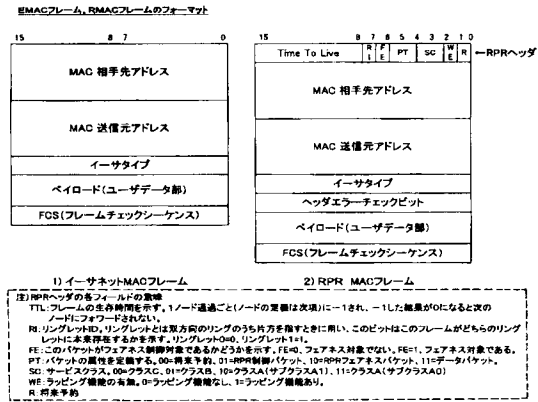 EMACフレーム、RMACフレームのフォーマット
15 8 7 0
MAC 相手先アドレス
MAC 送信元アドレス
イーサタイプ
ペイロード(ユーザデータ部)
FCS(フレームチェックシーケンス)
1) イーサネットMACフレーム
15 8 7 6 5 4 3 2 1 0
Time To Live RI FE PT SC WE R ←RPRヘッダ
MAC 相手先アドレス
MAC 送信元アドレス
イーサタイプ
ヘッダエラーチェックビット
ペイロード(ユーザデータ部)
FCS(フレームチェックシーケンス)
2) RPR MACフレーム
注) RPRヘッダの各フィールドの意味
TTL: フレームの生存時間を示す。1ノード通過ごと(ノードの定義は次項)に-1され、-1した結果が0になると次の
ノードにフォワードされない。
RI: リングレットID。リングレットとは双方向のリングのうち片方を指すときに用い、このビットはこのフレームがどちらのリング
レットに本来存在するかを示す。リングレット0=0、リングレット1=1。
FE: このパケットがフェアネス制御対象であるかどうかを示す。FE=0、フェアネス対象でない。FE=1、フェアネス対象である。
PT: パケットの属性を定義する。00=将来予約、01=RPR制御パケット、10=RPRフェアネスパケット、11=データパケット。
SC: サービスクラス。00=クラスC、01=クラスB、10=クラスA(サブクラスA1)、11=クラスA(サブクラスA0)
WE: ラッピング機能の有無。0=ラッピング機能なし、1=ラッピング機能あり。
R: 将来予約